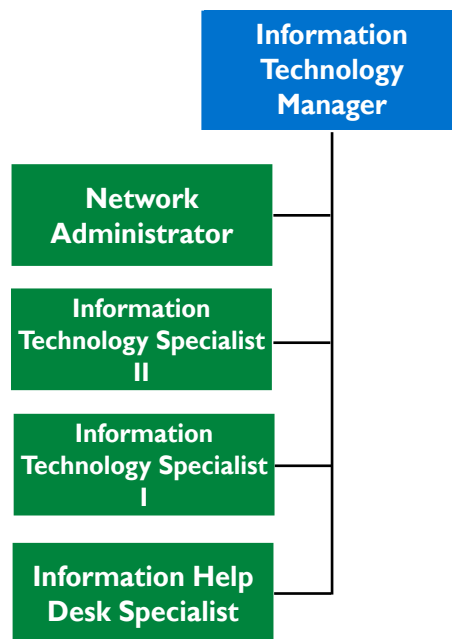 Information
Technology
Manager
Network
Administrator
Information
Technology Specialist
II
Information
Technology Specialist
I
Information Help
Desk Specialist